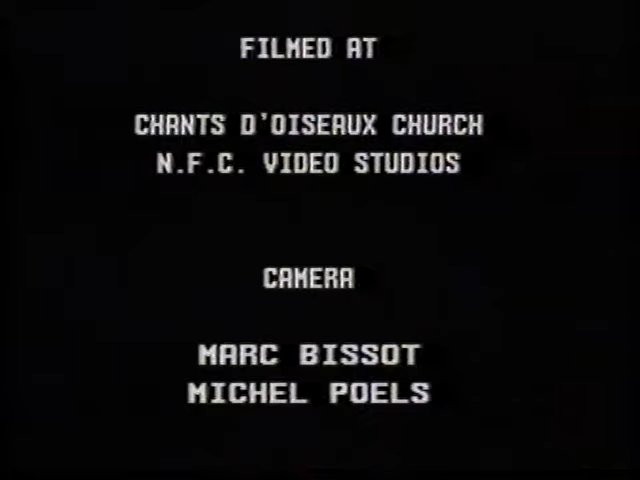 FILMED AT
CHANTS D'OISEAUX CHURCH
N.F.C. VIDEO STUDIOS
CAMERA
MARC BISSOT
MICHEL POELS